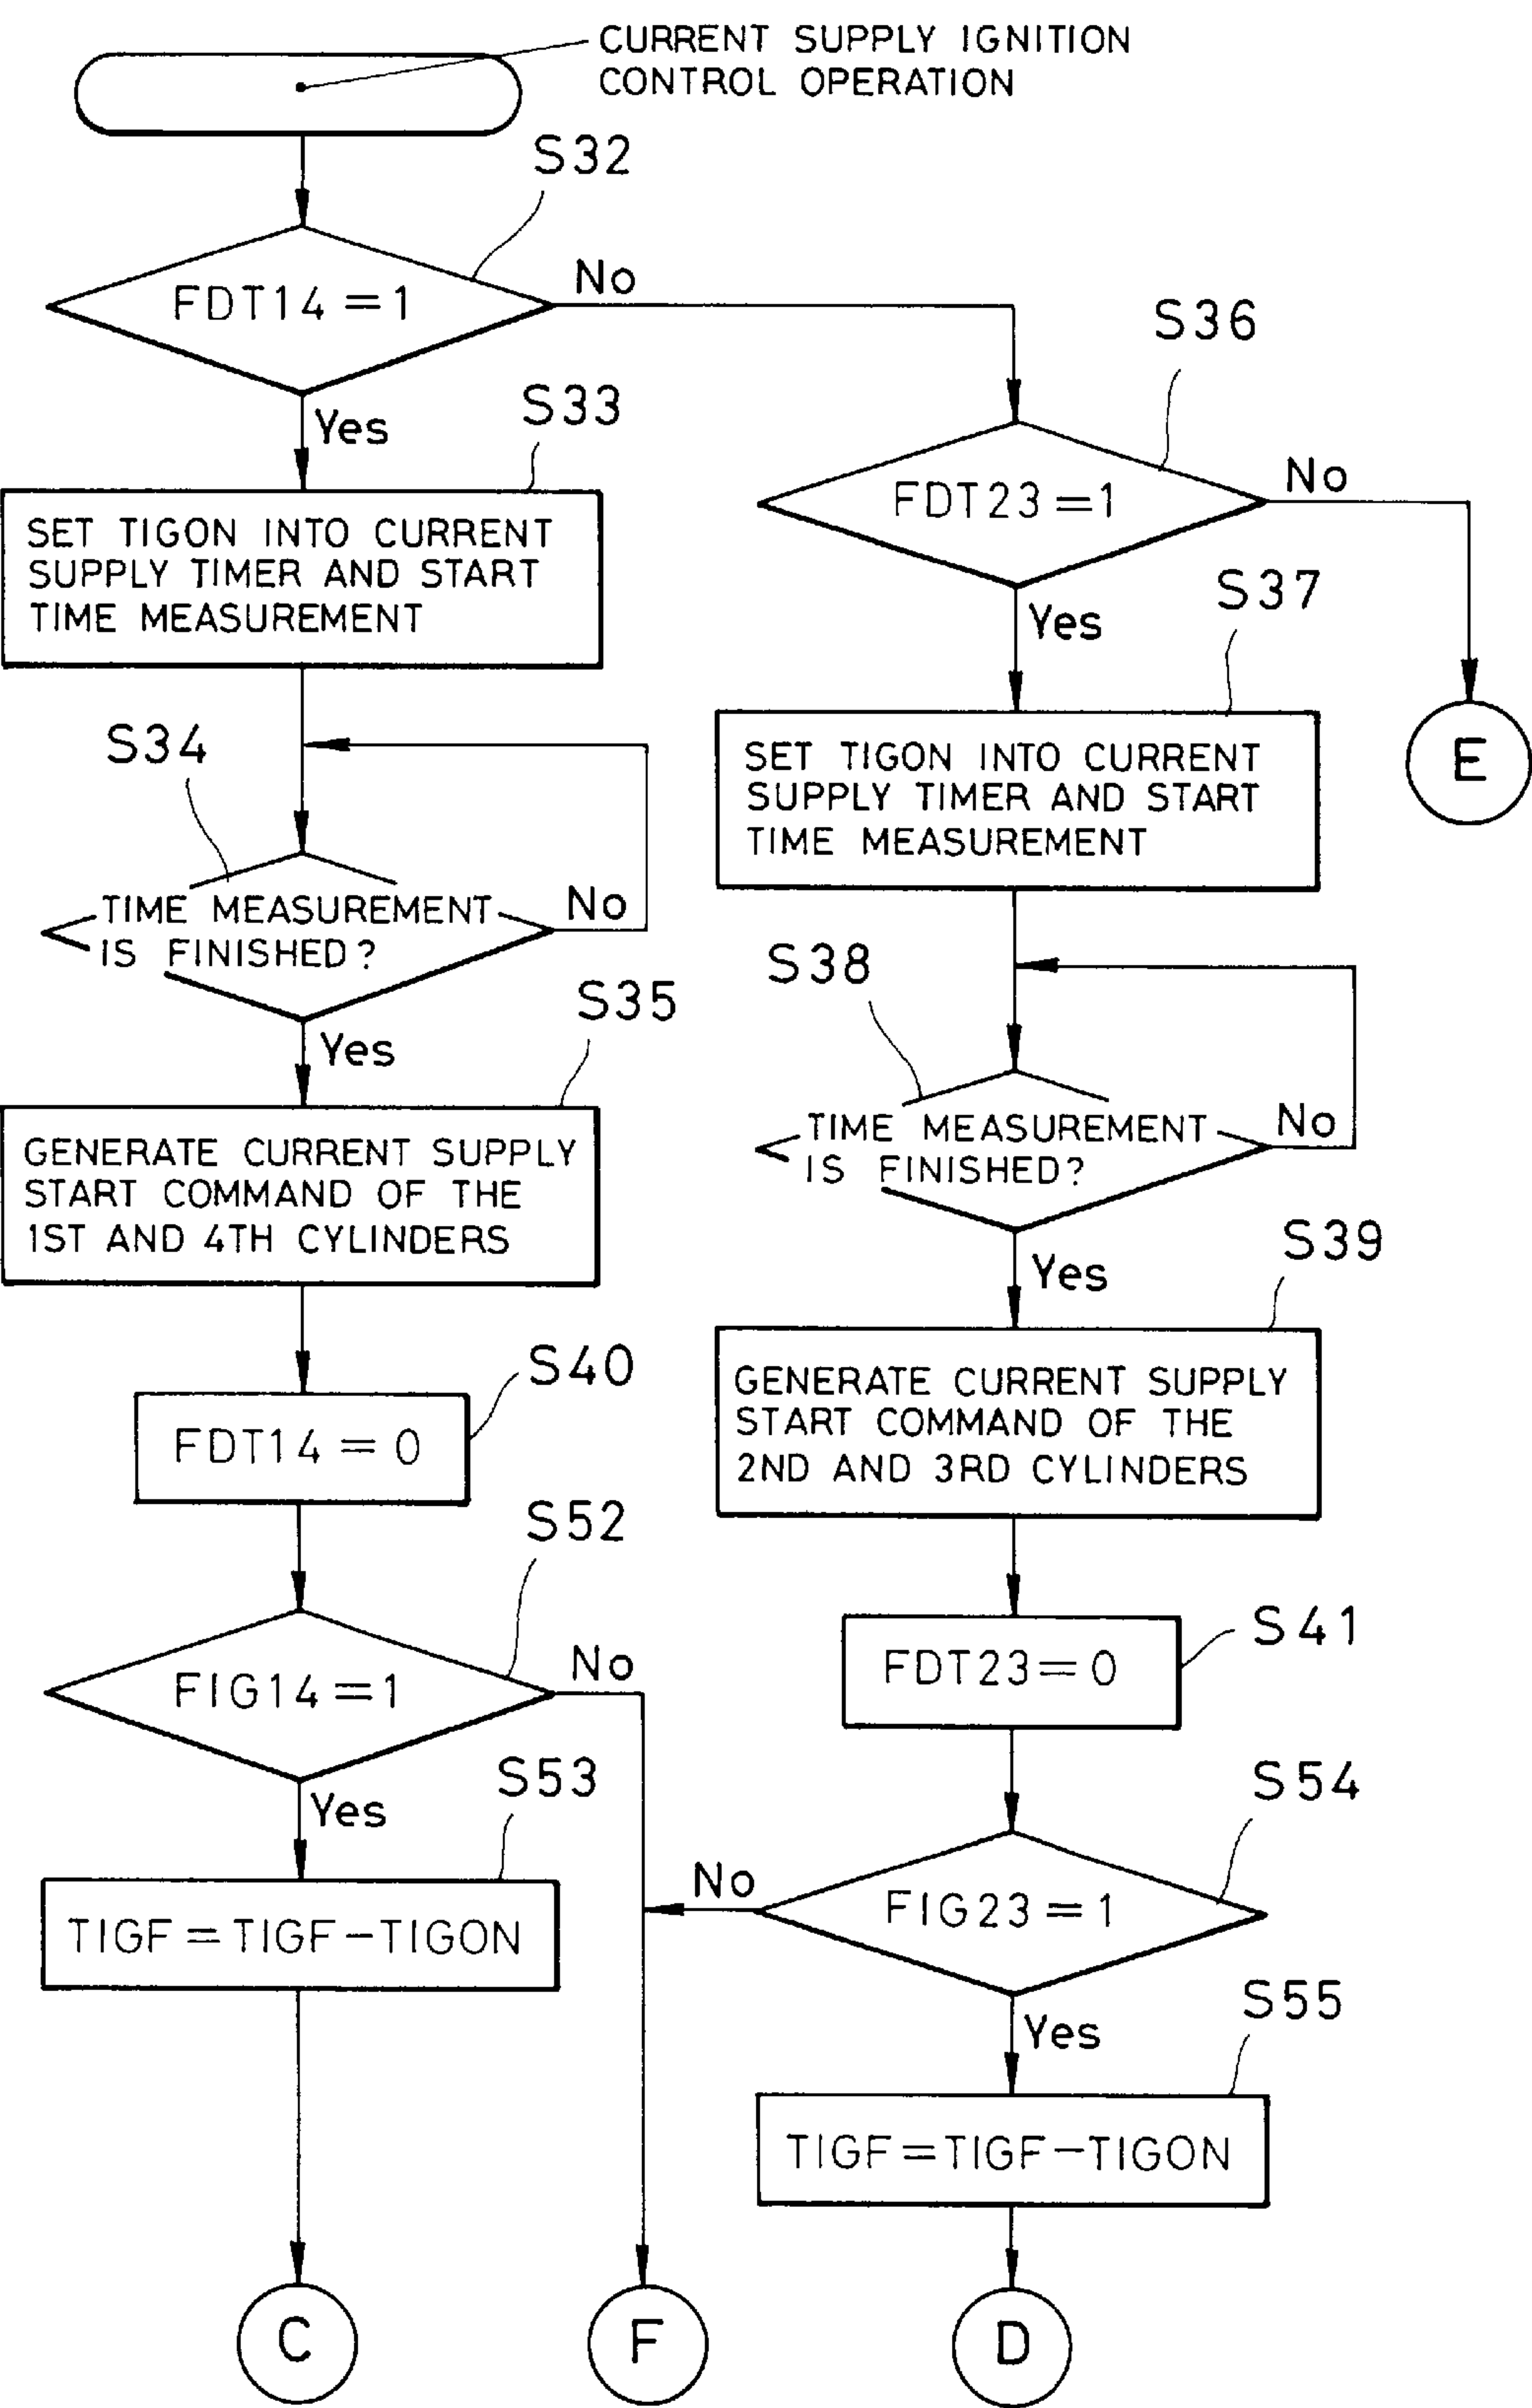 CURRENT SUPPLY IGNITION
CONTROL OPERATION
S32
FDT14 = 1
No
Yes
S33
SET TIGON INTO CURRENT
SUPPLY TIMER AND START
TIME MEASUREMENT
S34
TIME MEASUREMENT
IS FINISHED?
No
Yes
S35
GENERATE CURRENT SUPPLY
START COMMAND OF THE
1ST AND 4TH CYLINDERS
S40
FDT14 = 0
S52
FIG14 = 1
No
Yes
S53
TIGF = TIGF-TIGON
C
F
S36
FDT23 = 1
No
E
Yes
S37
SET TIGON INTO CURRENT
SUPPLY TIMER AND START
TIME MEASUREMENT
S38
TIME MEASUREMENT
IS FINISHED?
No
Yes
S39
GENERATE CURRENT SUPPLY
START COMMAND OF THE
2ND AND 3RD CYLINDERS
S41
FDT23 = 0
S54
FIG23 = 1
No
Yes
S55
TIGF = TIGF-TIGON
D